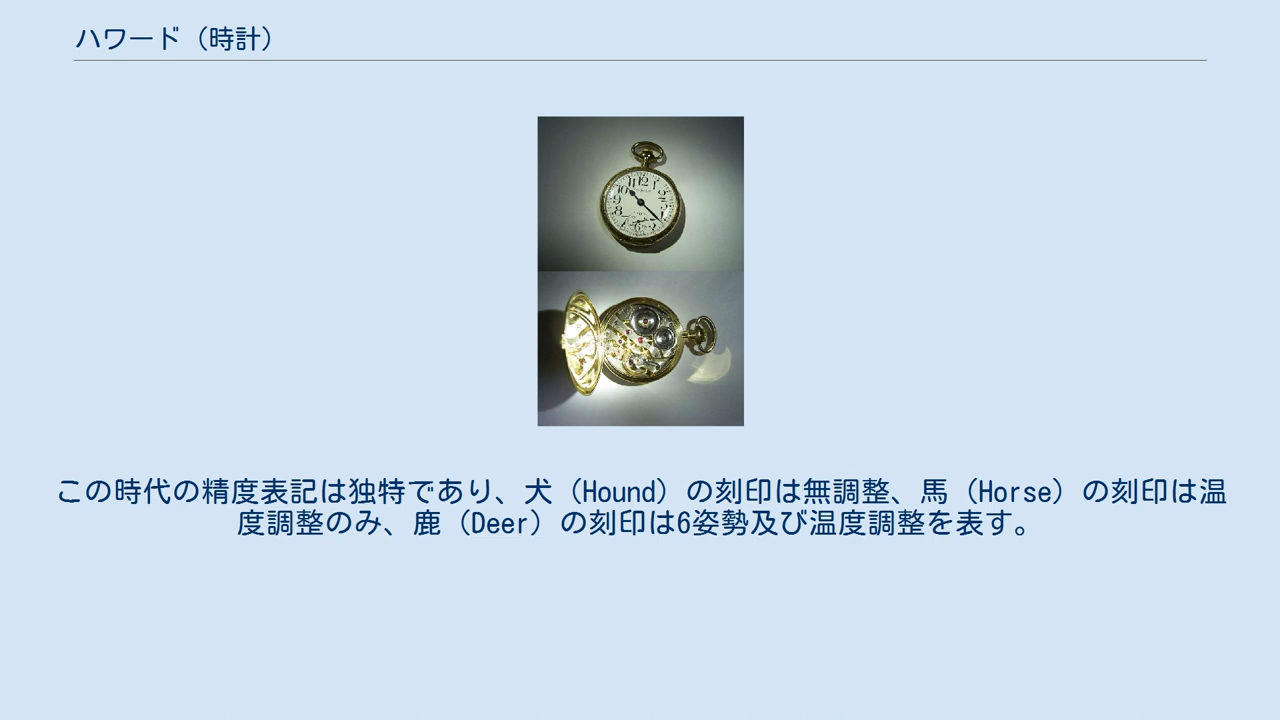 ハワード（時計）
この時代の精度表記は独特であり、犬（Hound）の刻印は無調整、馬（Horse）の刻印は温
度調整のみ、鹿（Deer）の刻印は6姿勢及び温度調整を表す。